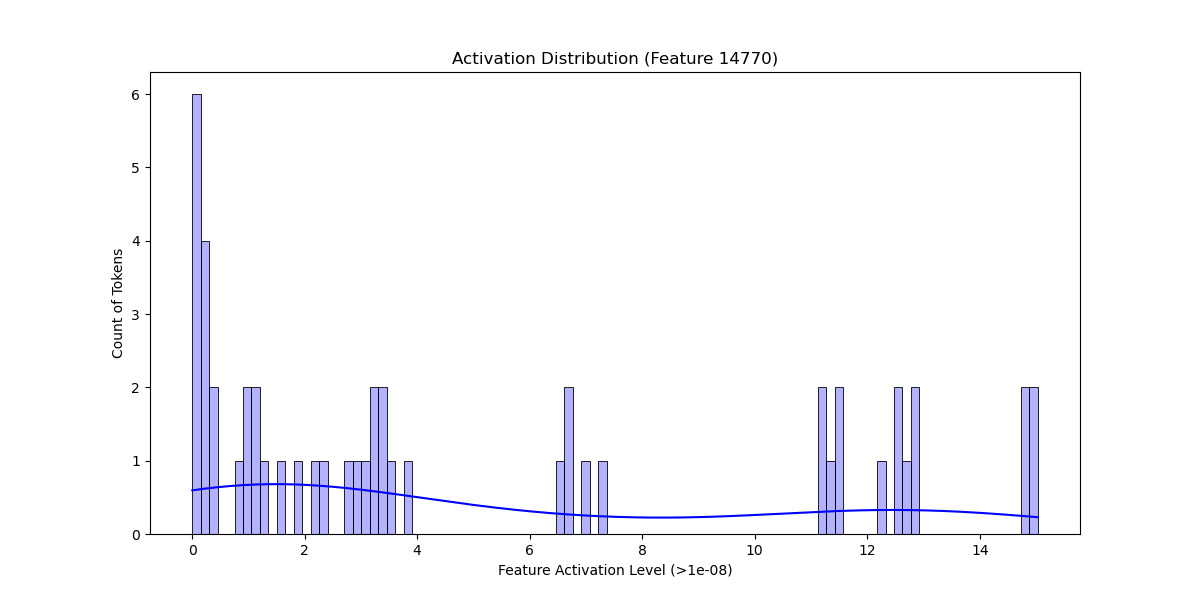 Activation Distribution (Feature 14770)
Count of Tokens
6
5
4
3
2
1
0
0 2 4 6 8 10 12 14
Feature Activation Level (>1e-08)